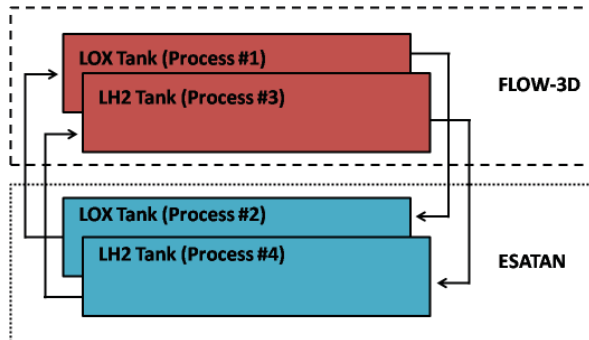 LOX Tank (Process #1)
LH2 Tank (Process #3)
FLOW-3D
LOX Tank (Process #2)
LH2 Tank (Process #4)
ESATAN